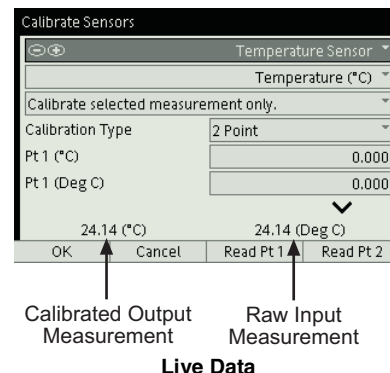 Calibrate Sensors
Temperature Sensor
Temperature (°C)
Calibrate selected measurement only.
Calibration Type 2 Point
Pt 1 (°C) 0.000
Pt 1 (Deg C) 0.000
24.14 (°C) 24.14 (Deg C)
OK Cancel Read Pt 1 Read Pt 2
Calibrated Output Raw Input
Measurement Measurement
Live Data